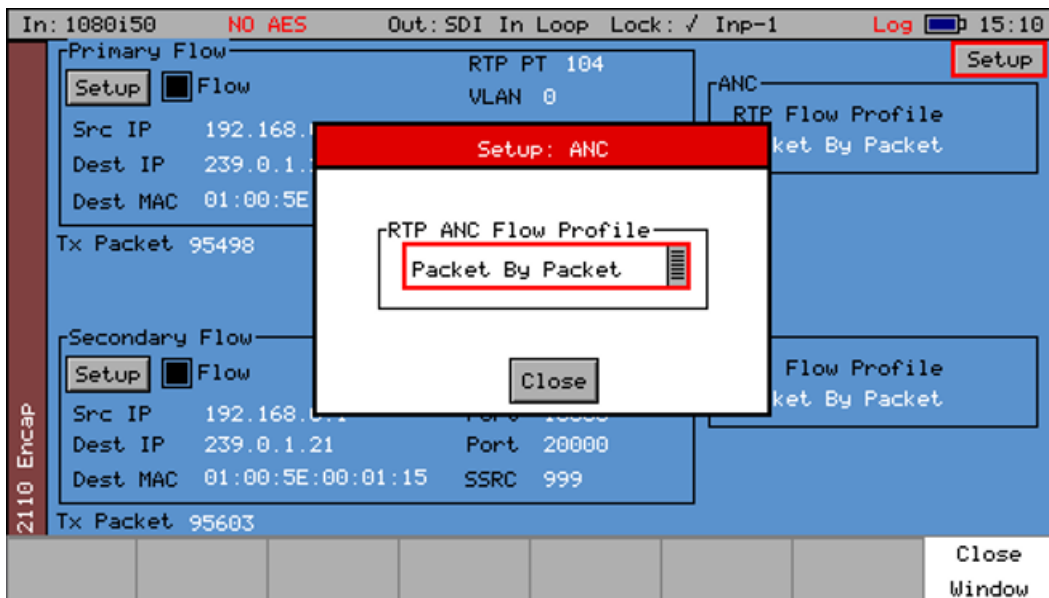 In: 1080i50 NO AES Out: SDI In Loop Lock: √ Inp-1 Log 15:10
Setup
Primary Flow
Setup Flow
RTP PT 104
VLAN 0
Src IP 192.168.
Dest IP 239.0.1.
Dest MAC 01:00:5E
Tx Packet 95498
ANC
RTP Flow Profile
ket By Packet
Setup: ANC
RTP ANC Flow Profile
Packet By Packet
Close
Secondary Flow
Setup Flow
Src IP 192.168.0.1 Port
Dest IP 239.0.1.21 Port 20000
Dest MAC 01:00:5E:00:01:15 SSRC 999
Tx Packet 95603
Flow Profile
ket By Packet
2110 Encap
Close
Window